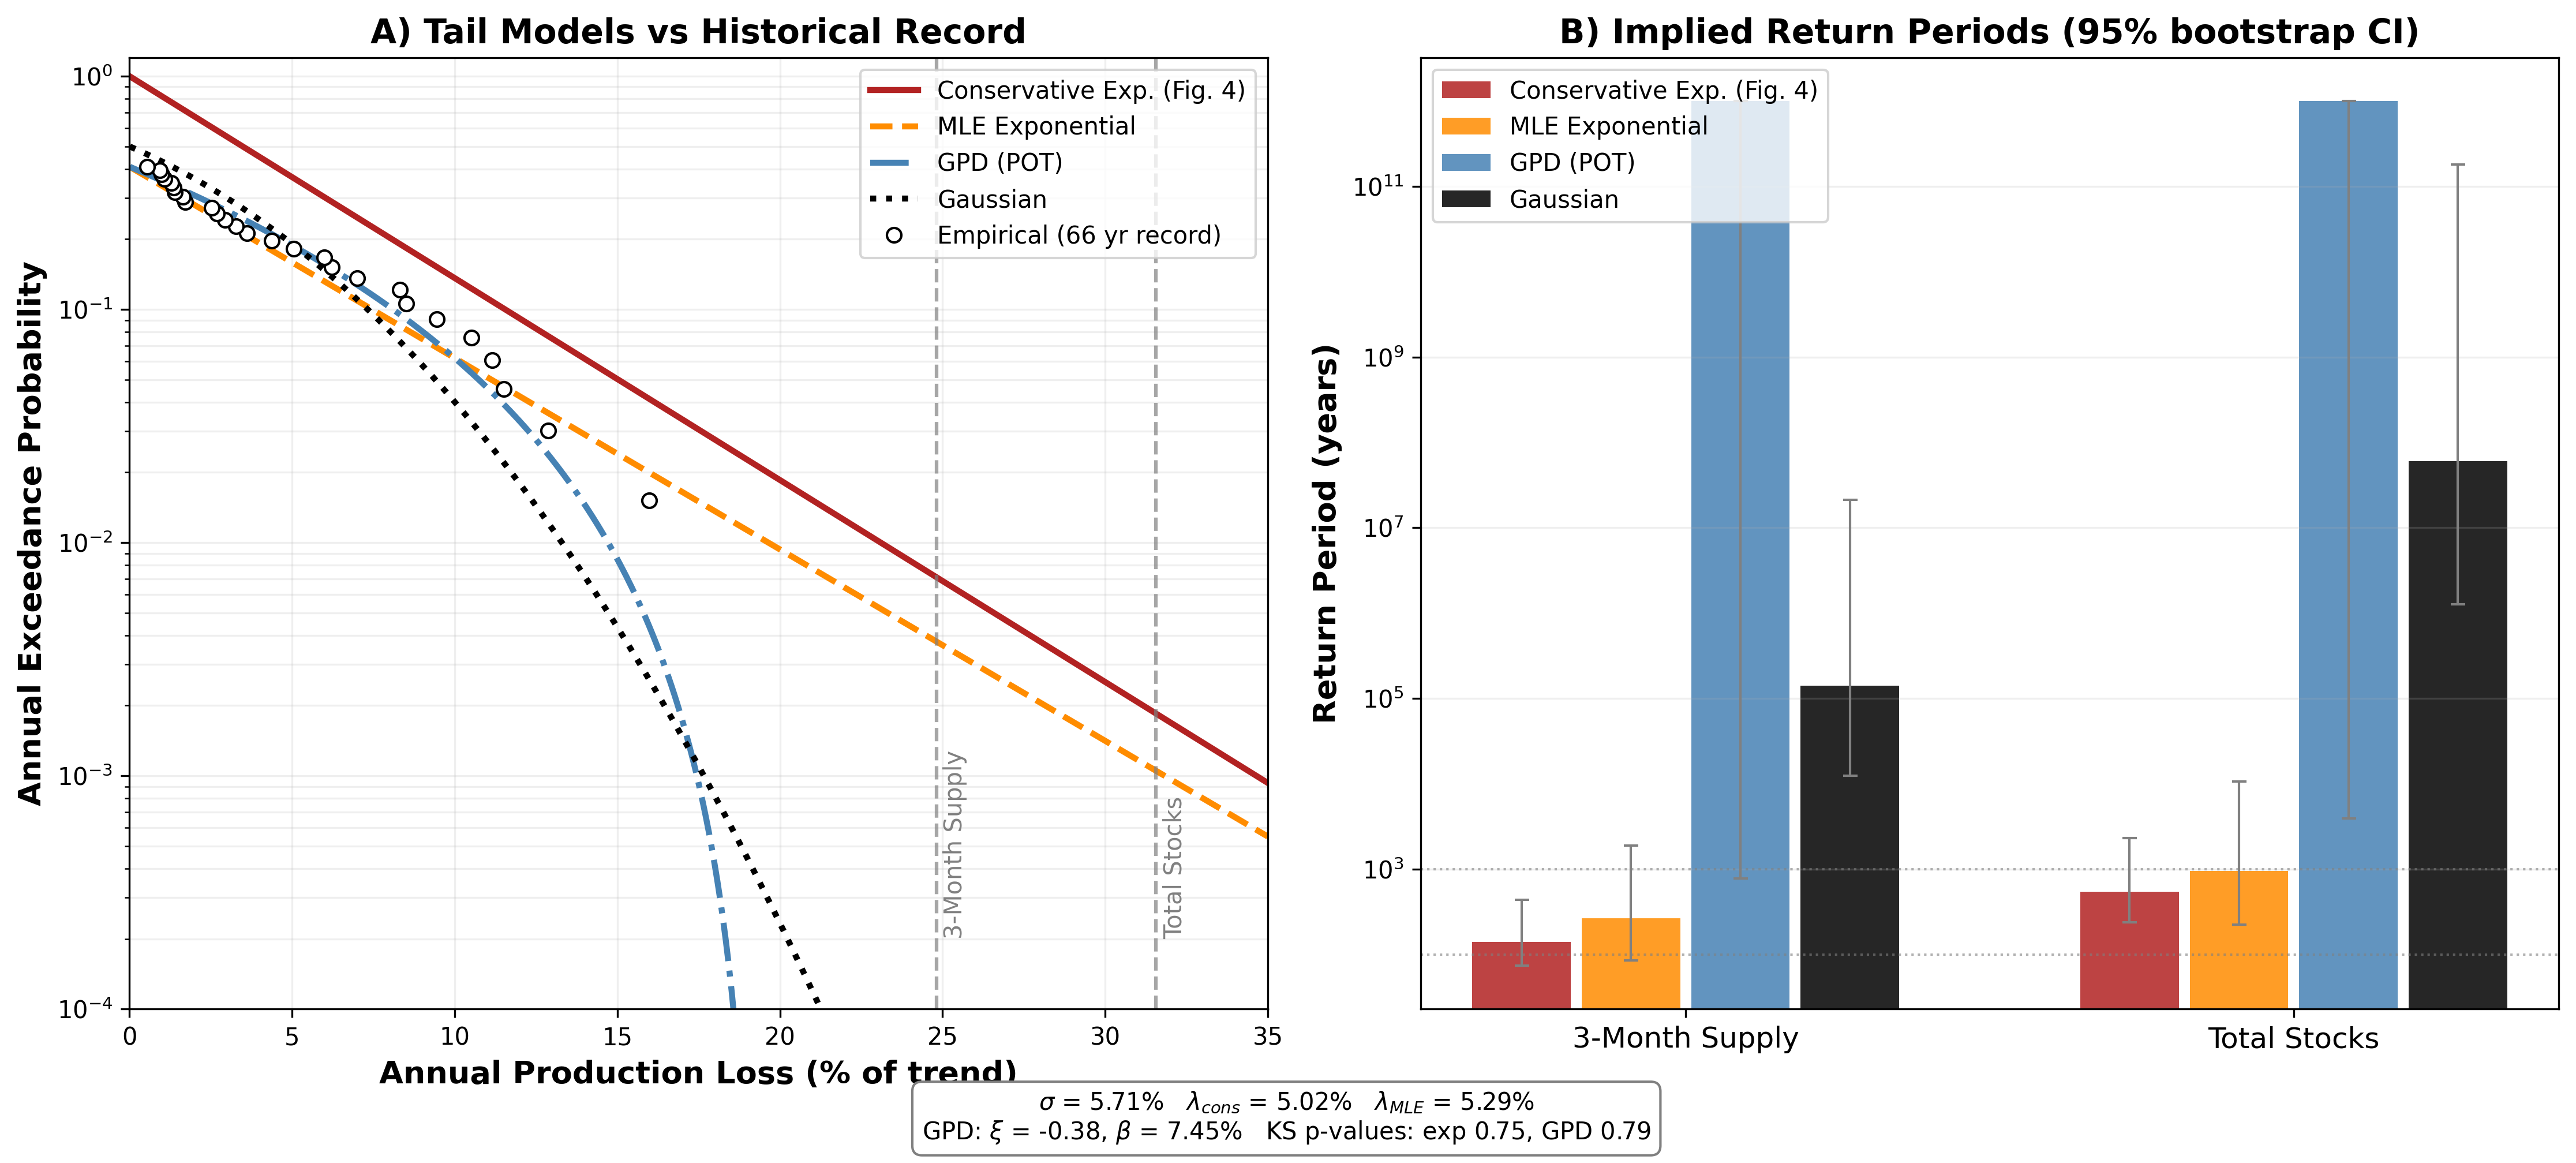 A) Tail Models vs Historical Record
Annual Exceedance Probability
10⁰
10⁻¹
10⁻²
10⁻³
10⁻⁴
Conservative Exp. (Fig. 4)
MLE Exponential
GPD (POT)
Gaussian
Empirical (66 yr record)
3-Month Supply
Total Stocks
0 5 10 15 20 25 30 35
Annual Production Loss (% of trend)
B) Implied Return Periods (95% bootstrap CI)
Return Period (years)
10¹¹
10⁹
10⁷
10⁵
10³
Conservative Exp. (Fig. 4)
MLE Exponential
GPD (POT)
Gaussian
3-Month Supply Total Stocks
σ = 5.71% λcons = 5.02% λMLE = 5.29%
GPD: ξ = -0.38, β = 7.45% KS p-values: exp 0.75, GPD 0.79